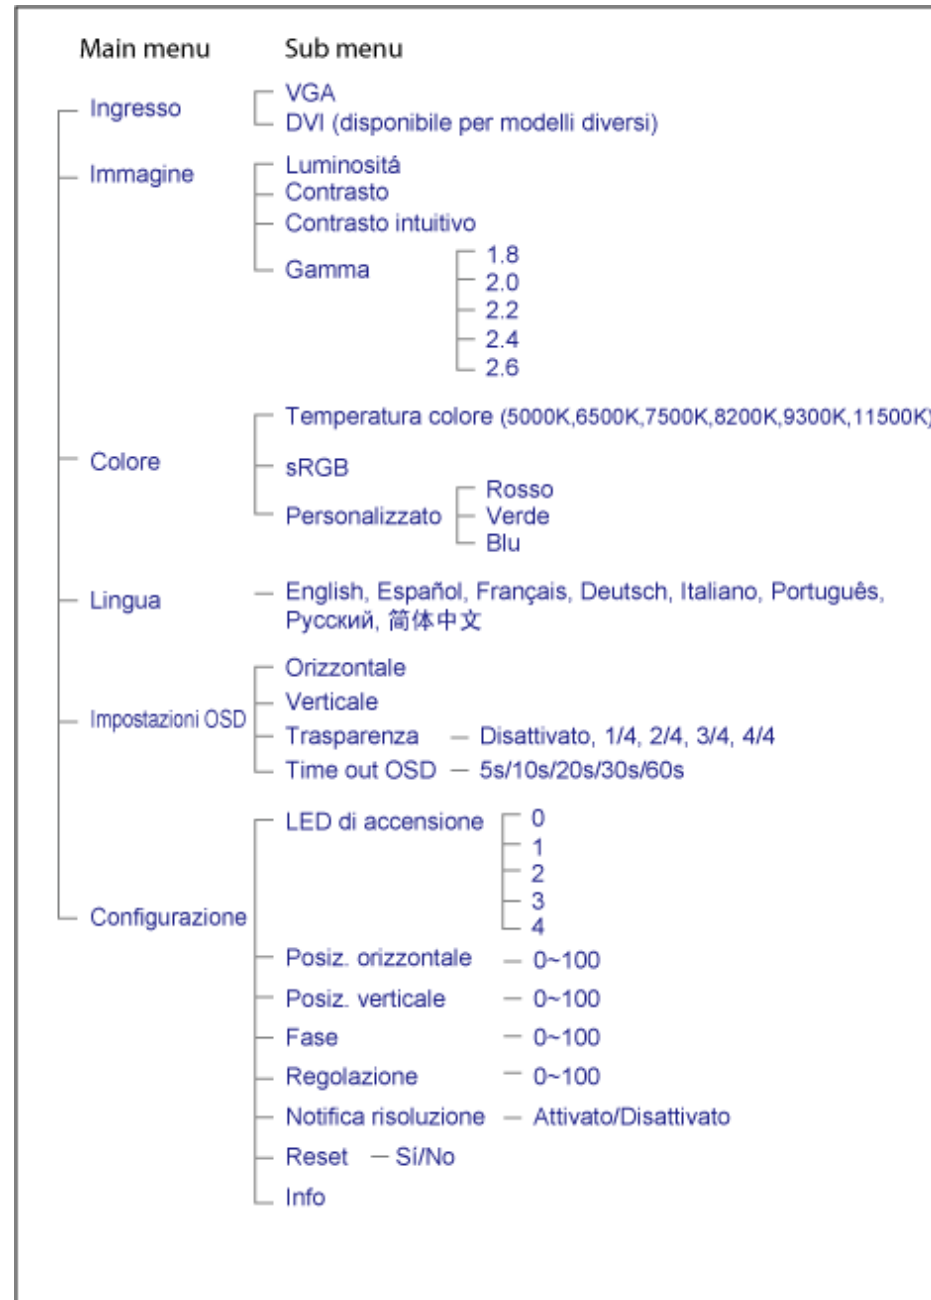 Main menu Sub menu
Ingresso VGA
DVI (disponibile per modelli diversi)
Immagine Luminositá
Contrasto
Contrasto intuitivo
Gamma 1.8
2.0
2.2
2.4
2.6
Temperatura colore (5000K,6500K,7500K,8200K,9300K,11500K)
Colore sRGB
Personalizzato Rosso
Verde
Blu
Lingua English, Español, Français, Deutsch, Italiano, Português,
Русский, 简体中文
Orizzontale
Verticale
Impostazioni OSD
Trasparenza Disattivato, 1/4, 2/4, 3/4, 4/4
Time out OSD 5s/10s/20s/30s/60s
LED di accensione 0
1
2
3
4
Configurazione
Posiz. orizzontale 0~100
Posiz. verticale 0~100
Fase 0~100
Regolazione 0~100
Notifica risoluzione Attivato/Disattivato
Reset Sí/No
Info